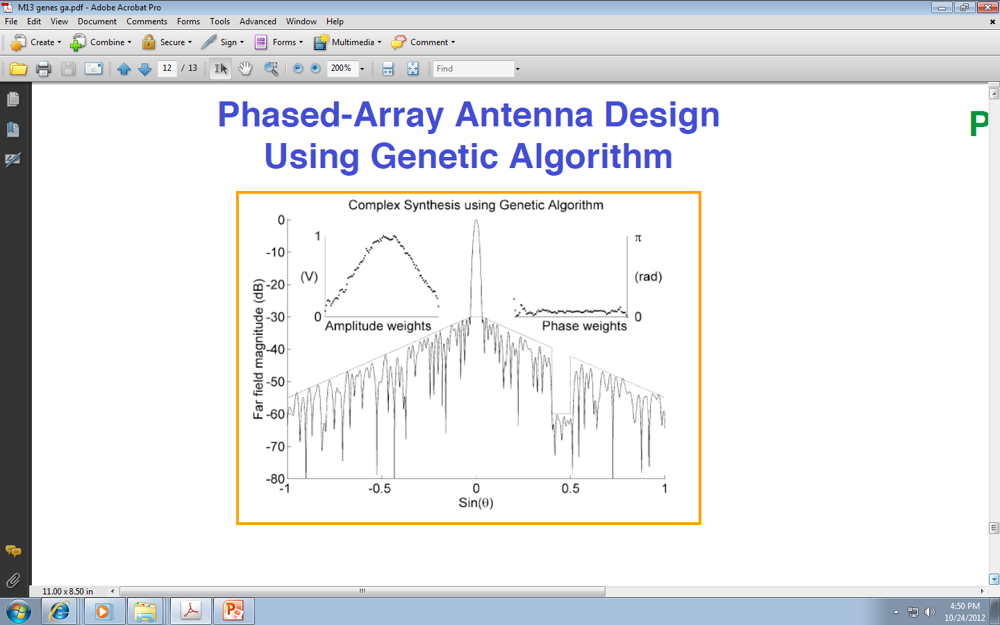 M13 genes ga.pdf - Adobe Acrobat Pro
File Edit View Document Comments Forms Tools Advanced Window Help
Create Combine Secure Sign Forms Multimedia Comment
12 / 13 200% Find
Phased-Array Antenna Design
Using Genetic Algorithm
P
Complex Synthesis using Genetic Algorithm
Far field magnitude (dB)
0
-10
-20
-30
-40
-50
-60
-70
-80
1
(V)
0
Amplitude weights
π
(rad)
0
Phase weights
-1 -0.5 0 0.5 1
Sin(θ)
11.00 x 8.50 in
4:50 PM
10/24/2012